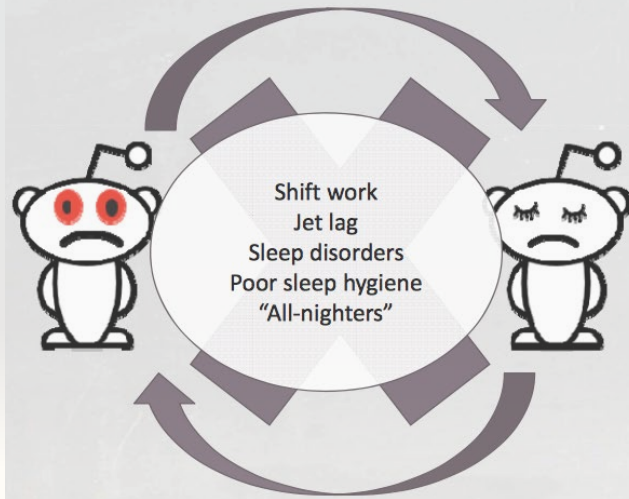 Shift work
Jet lag
Sleep disorders
Poor sleep hygiene
“All-nighters”